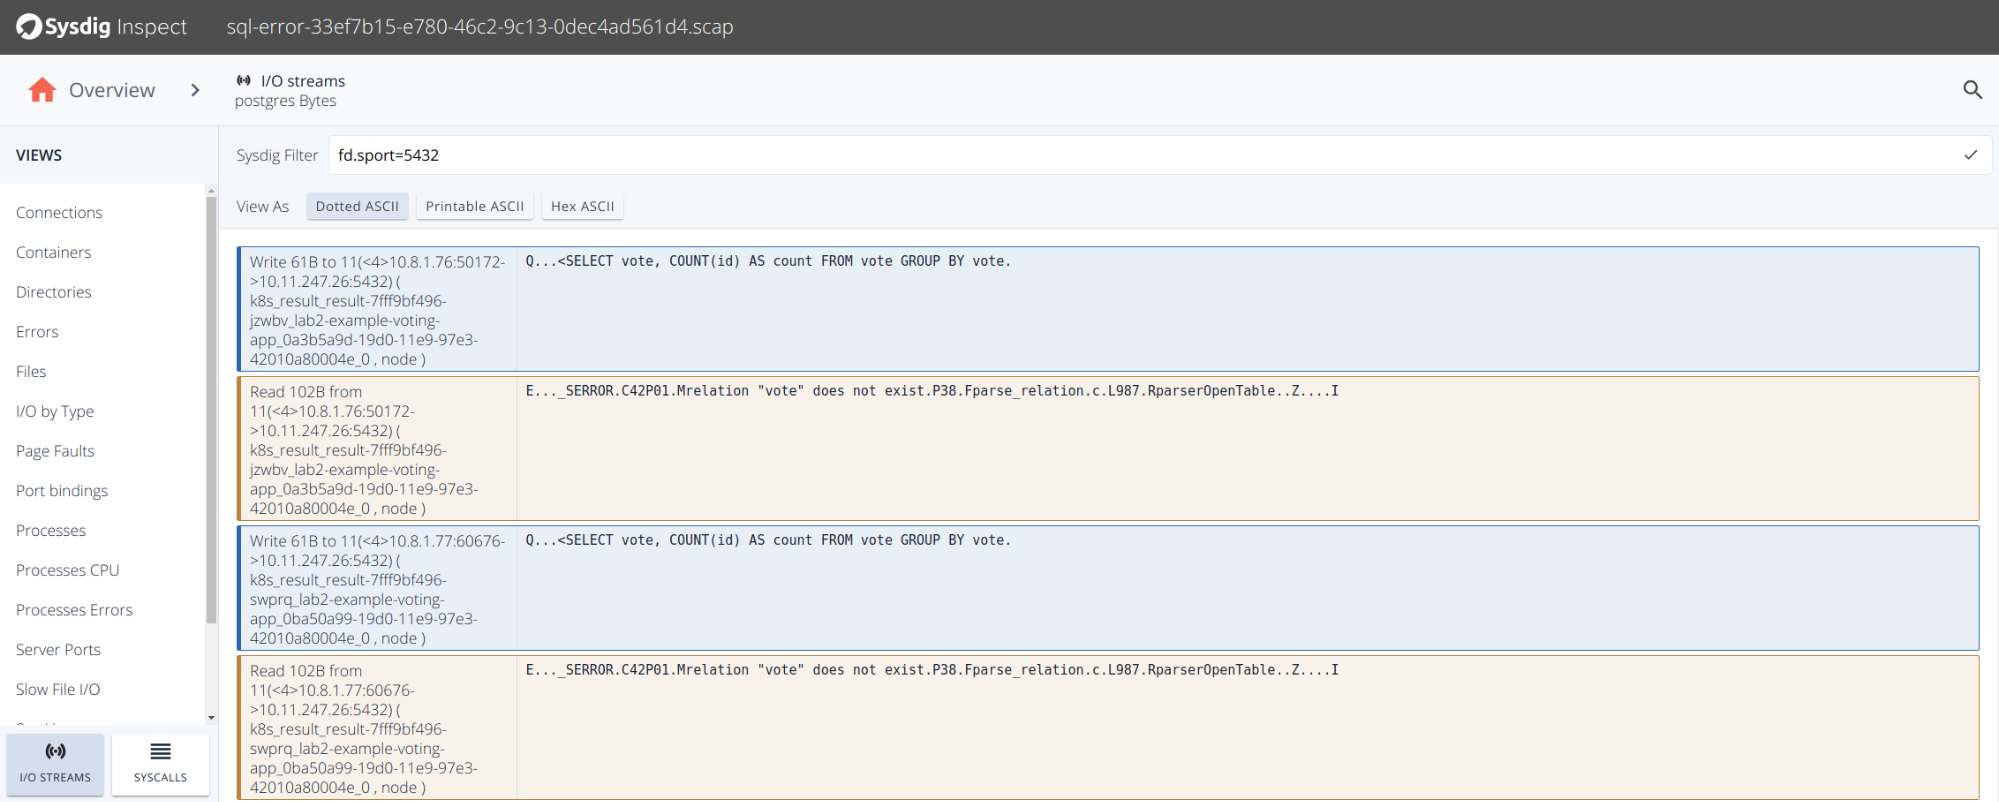 Sysdig Inspect
sql-error-33ef7b15-e780-46c2-9c13-0dec4ad561d4.scap
Overview
I/O streams
postgres Bytes
VIEWS
Sysdig Filter
fd.sport=5432
View As
Dotted ASCII
Printable ASCII
Hex ASCII
Connections
Containers
Directories
Errors
Files
I/O by Type
Page Faults
Port bindings
Processes
Processes CPU
Processes Errors
Server Ports
Slow File I/O
I/O STREAMS
SYSCALLS
Write 61B to 11(<4>10.8.1.76:50172-
>10.11.247.26:5432) (
k8s_result_result-7fff9bf496-
jzwbv_lab2-example-voting-
app_0a3b5a9d-19d0-11e9-97e3-
42010a80004e_0 , node )
Q...<SELECT vote, COUNT(id) AS count FROM vote GROUP BY vote.
Read 102B from
11(<4>10.8.1.76:50172-
>10.11.247.26:5432) (
k8s_result_result-7fff9bf496-
jzwbv_lab2-example-voting-
app_0a3b5a9d-19d0-11e9-97e3-
42010a80004e_0 , node )
E..._SERROR.C42P01.Mrelation "vote" does not exist.P38.Fparse_relation.c.L987.RparserOpenTable..Z....I
Write 61B to 11(<4>10.8.1.77:60676-
>10.11.247.26:5432) (
k8s_result_result-7fff9bf496-
swprq_lab2-example-voting-
app_0ba50a99-19d0-11e9-97e3-
42010a80004e_0 , node )
Q...<SELECT vote, COUNT(id) AS count FROM vote GROUP BY vote.
Read 102B from
11(<4>10.8.1.77:60676-
>10.11.247.26:5432) (
k8s_result_result-7fff9bf496-
swprq_lab2-example-voting-
app_0ba50a99-19d0-11e9-97e3-
42010a80004e_0 , node )
E..._SERROR.C42P01.Mrelation "vote" does not exist.P38.Fparse_relation.c.L987.RparserOpenTable..Z....I